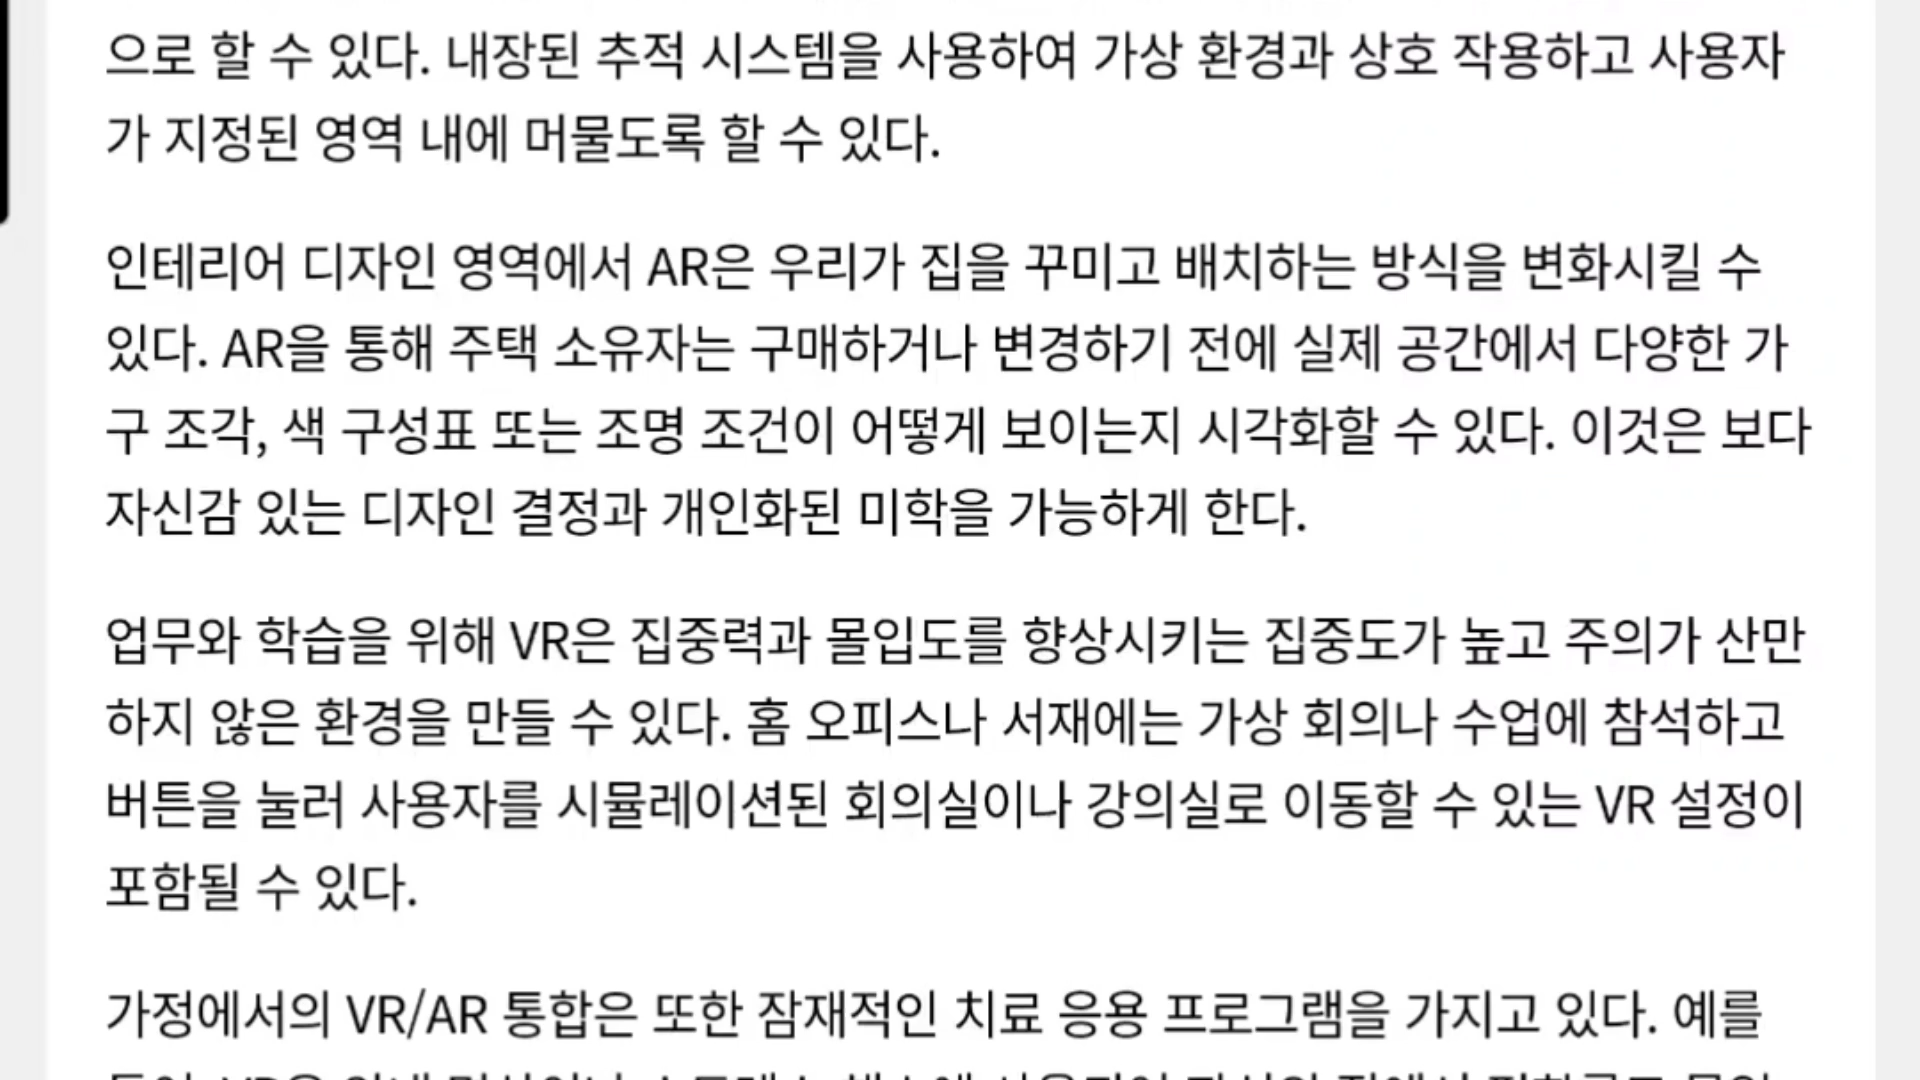 으로 할 수 있다. 내장된 추적 시스템을 사용하여 가상 환경과 상호 작용하고 사용자
가 지정된 영역 내에 머물도록 할 수 있다.
인테리어 디자인 영역에서 AR은 우리가 집을 꾸미고 배치하는 방식을 변화시킬 수
있다. AR을 통해 주택 소유자는 구매하거나 변경하기 전에 실제 공간에서 다양한 가
구 조각, 색 구성표 또는 조명 조건이 어떻게 보이는지 시각화할 수 있다. 이것은 보다
자신감 있는 디자인 결정과 개인화된 미학을 가능하게 한다.
업무와 학습을 위해 VR은 집중력과 몰입도를 향상시키는 집중도가 높고 주의가 산만
하지 않은 환경을 만들 수 있다. 홈 오피스나 서재에는 가상 회의나 수업에 참석하고
버튼을 눌러 사용자를 시뮬레이션된 회의실이나 강의실로 이동할 수 있는 VR 설정이
포함될 수 있다.
가정에서의 VR/AR 통합은 또한 잠재적인 치료 응용 프로그램을 가지고 있다. 예를